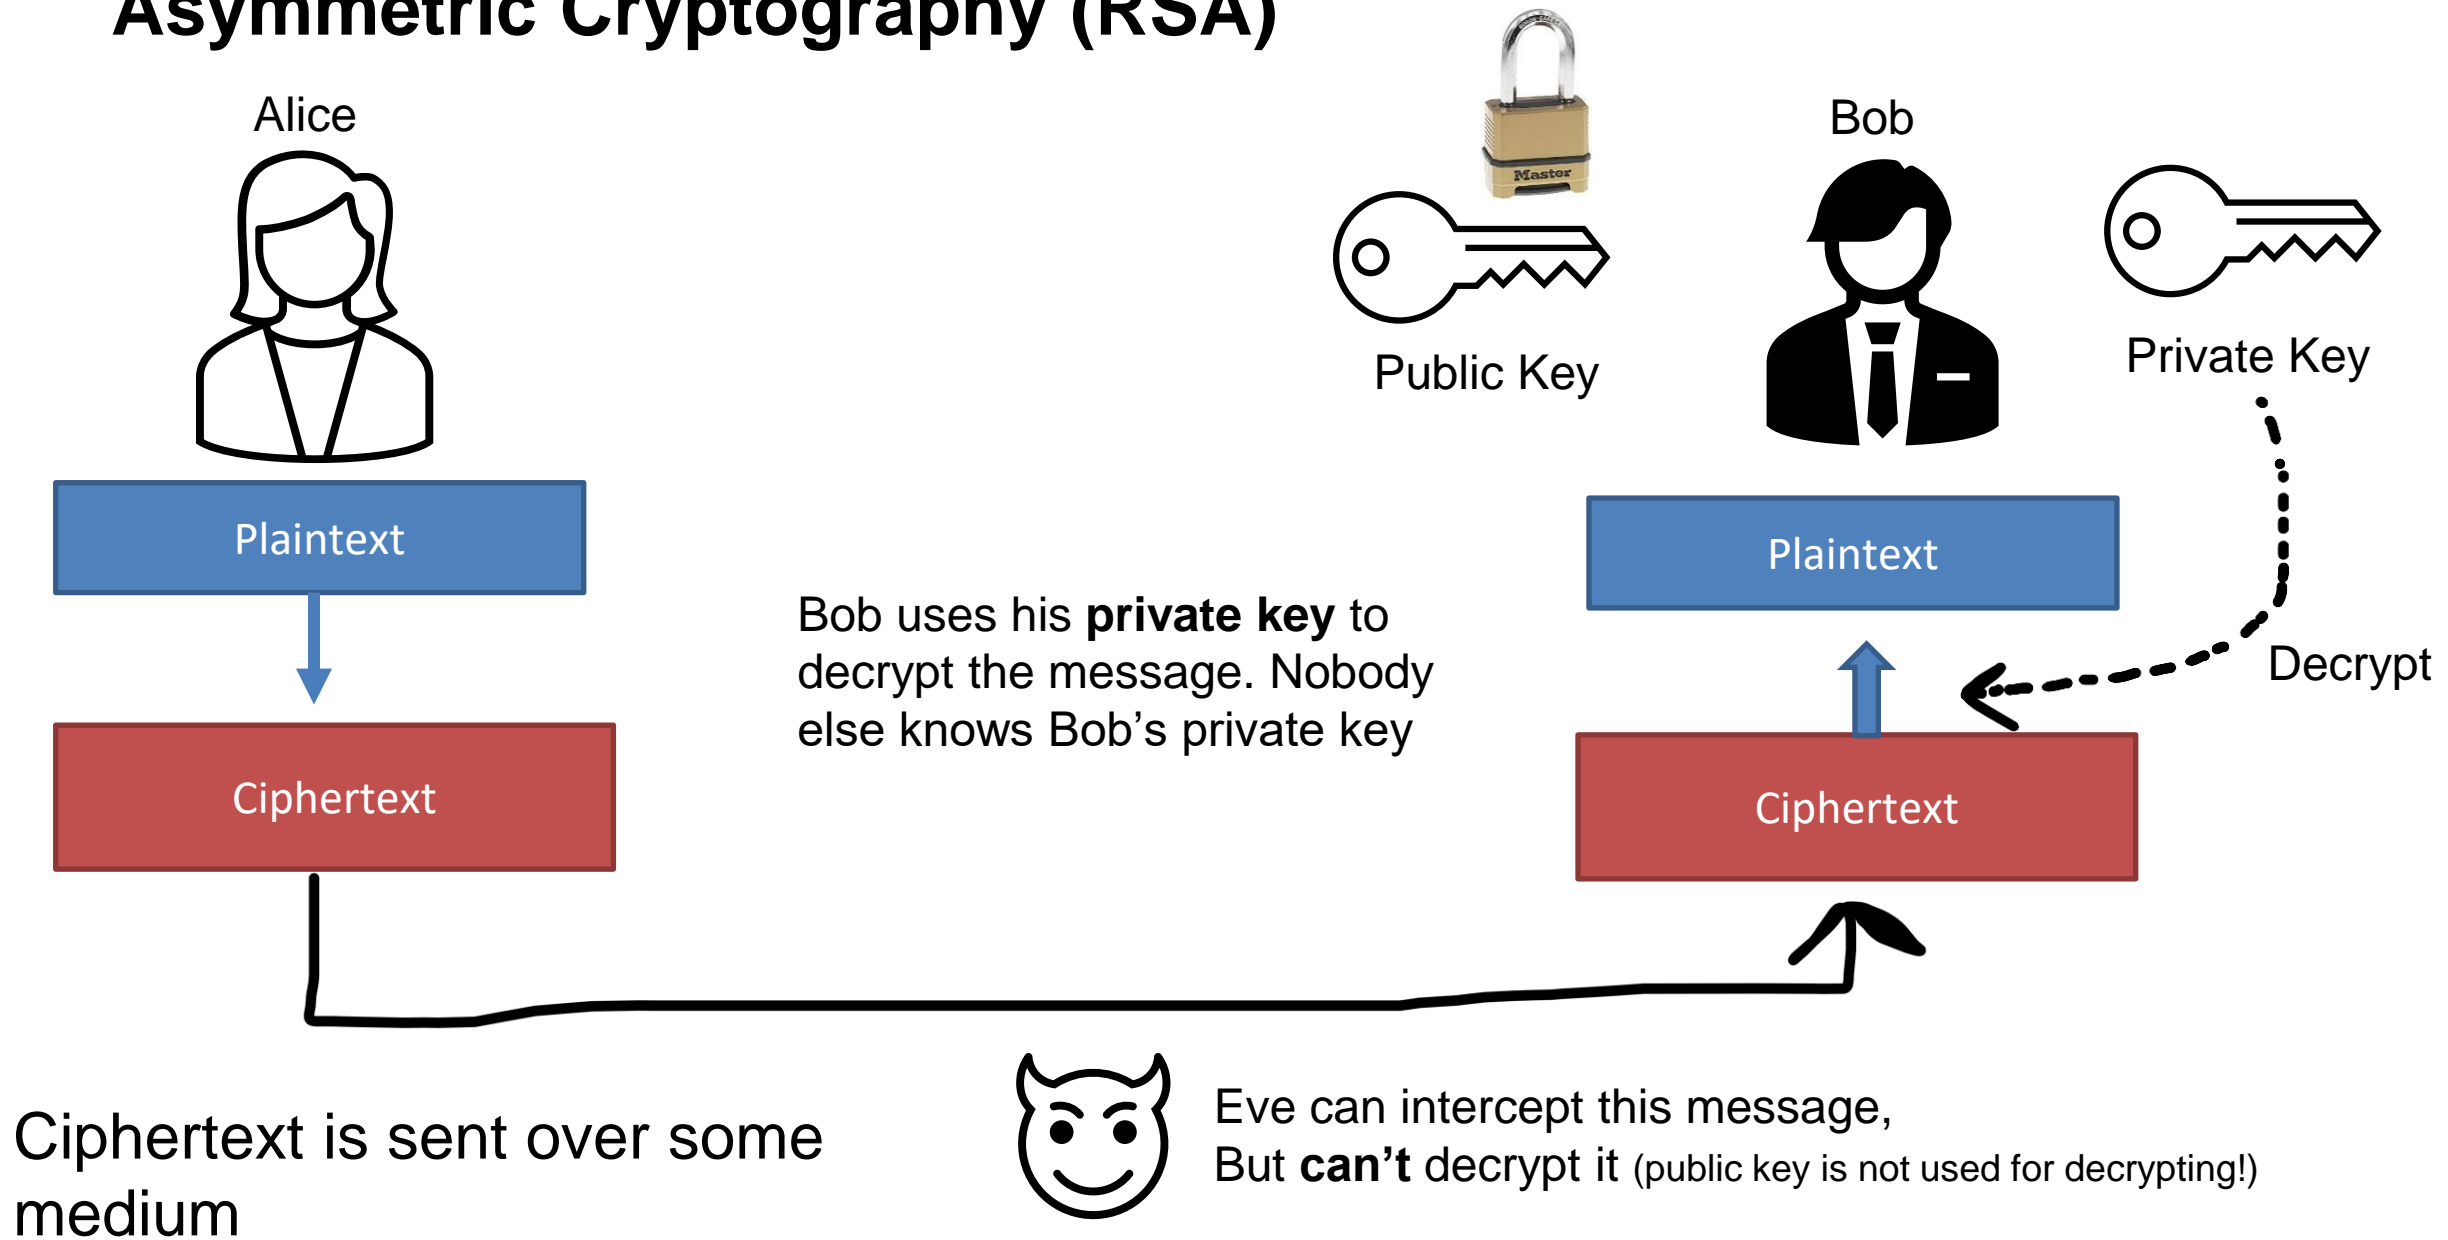 Asymmetric Cryptography (RSA)
Alice
Master
Bob
Public Key
Private Key
Plaintext
Plaintext
Bob uses his private key to
decrypt the message. Nobody
else knows Bob’s private key
Decrypt
Ciphertext
Ciphertext
Ciphertext is sent over some
medium
Eve can intercept this message,
But can’t decrypt it (public key is not used for decrypting!)